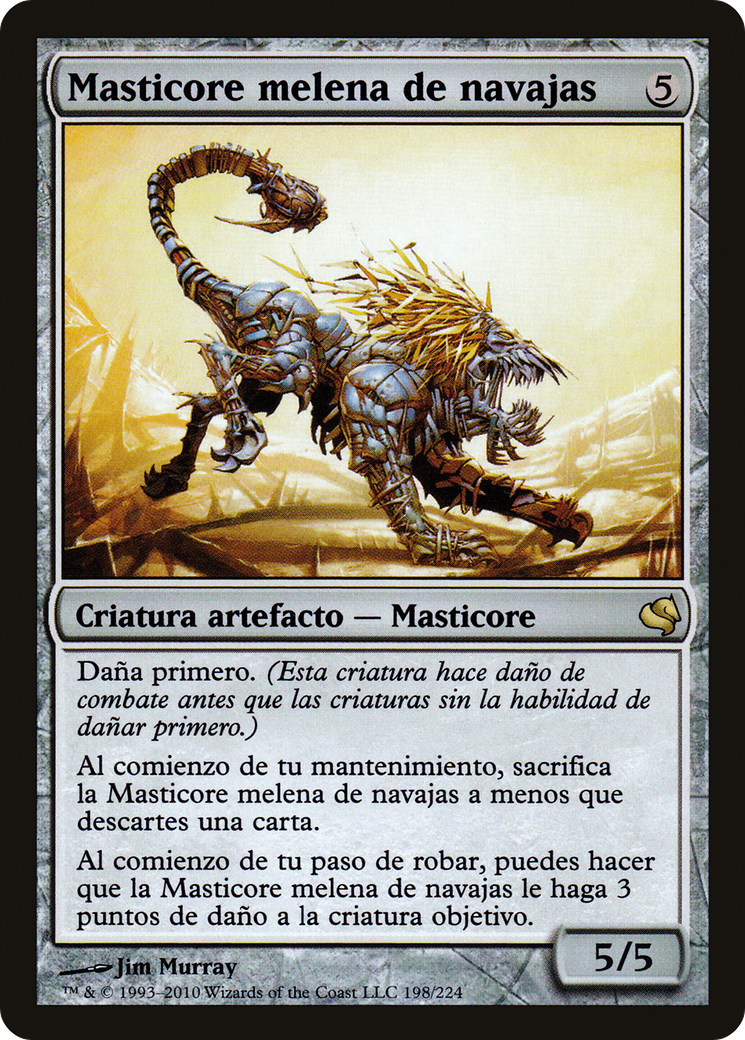 Masticore melena de navajas 5
Criatura artefacto — Masticore
Daña primero. (Esta criatura hace daño de
combate antes que las criaturas sin la habilidad de
dañar primero.)
Al comienzo de tu mantenimiento, sacrifica
la Masticore melena de navajas a menos que
descartes una carta.
Al comienzo de tu paso de robar, puedes hacer
que la Masticore melena de navajas le haga 3
puntos de daño a la criatura objetivo.
5/5
Jim Murray
™ & © 1993–2010 Wizards of the Coast LLC 198/224